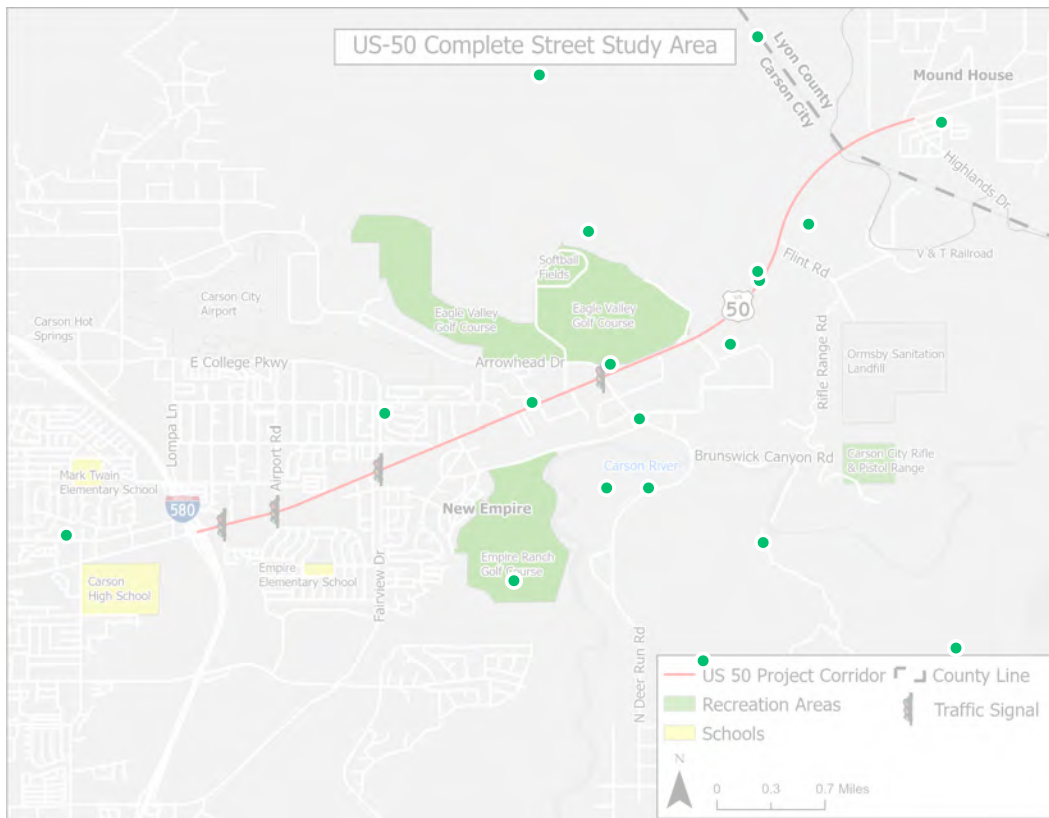 US-50 Complete Street Study Area
Lyon County
Carson City
Mound House
Highlands Dr
V & T Railroad
Flint Rd
US
50
Softball
Fields
Eagle Valley
Golf Course
Eagle Valley
Golf Course
Carson City
Airport
Carson Hot
Springs
E College Pkwy
Arrowhead Dr
Ormsby Sanitation
Landfill
Rifle Range Rd
Lompa Ln
Airport Rd
Mark Twain
Elementary School
Carson River
Brunswick Canyon Rd
Carson City Rifle
& Pistol Range
INTERSTATE
580
New Empire
Empire
Elementary School
Empire Ranch
Golf Course
Carson
High School
Fairview Dr
N Deer Run Rd
US 50 Project Corridor
County Line
Recreation Areas
Traffic Signal
Schools
N
0 0.3 0.7 Miles